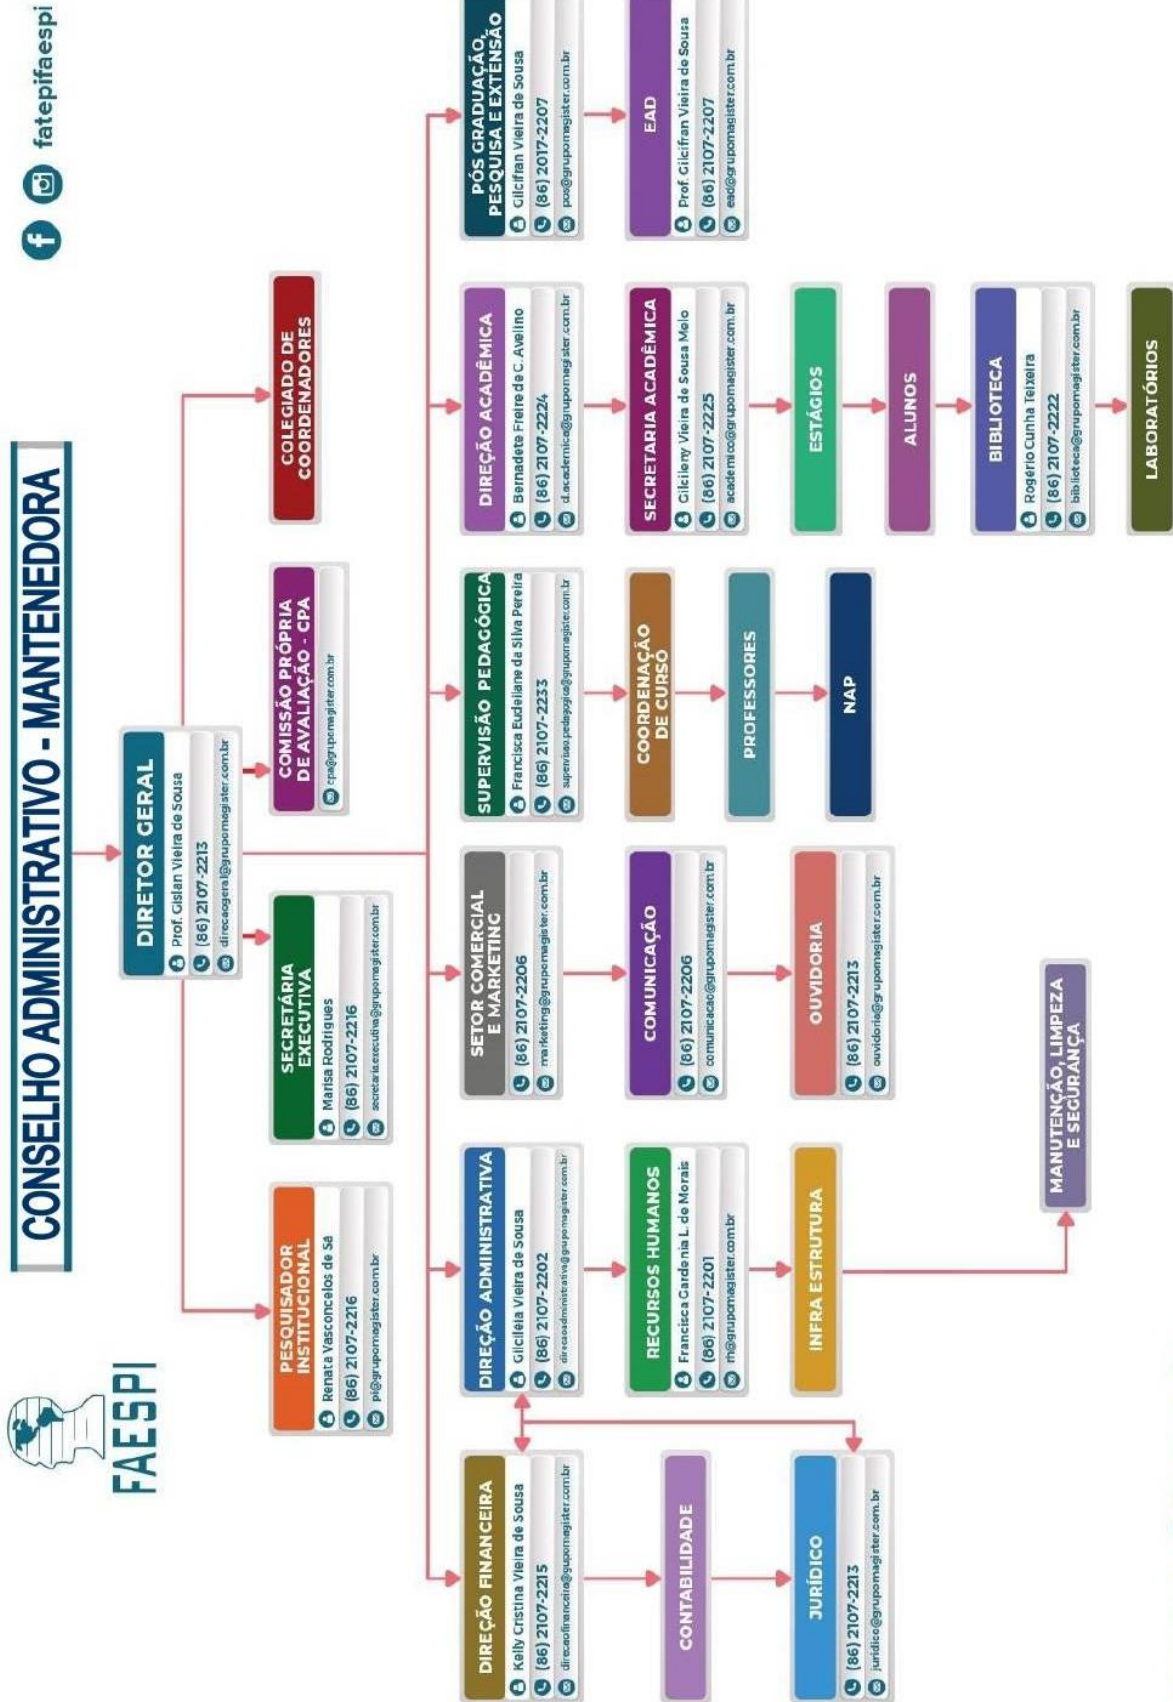 FAESPI
CONSELHO ADMINISTRATIVO - MANTENEDORA
fatepifaespi
DIRETOR GERAL
Prof. Gislan Vieira de Sousa
(86) 2107-2213
direcaogeral@grupomagister.com.br
PESQUISADOR
INSTITUCIONAL
Renata Vasconcelos de Sá
(86) 2107-2216
pi@grupomagister.com.br
SECRETÁRIA
EXECUTIVA
Marisa Rodrigues
(86) 2107-2216
secretaria.executiva@grupomagister.com.br
COMISSÃO PRÓPRIA
DE AVALIAÇÃO - CPA
cpa@grupomagister.com.br
COLEGIADO DE
COORDENADORES
DIREÇÃO FINANCEIRA
Kelly Cristina Vieira de Sousa
(86) 2107-2215
direcaofinanceira@gupomagister.com.br
CONTABILIDADE
JURÍDICO
(86) 2107-2213
juridico@grupomagister.com.br
DIREÇÃO ADMINISTRATIVA
Gilciléia Vieira de Sousa
(86) 2107-2202
direcaoadministrativa@grupomagister.com.br
RECURSOS HUMANOS
Francisca Gardenia L. de Morais
(86) 2107-2201
rh@grupomagister.com.br
INFRA ESTRUTURA
MANUTENÇÃO, LIMPEZA
E SEGURANÇA
SETOR COMERCIAL
E MARKETING
(86) 2107-2206
marketing@grupomagister.com.br
COMUNICAÇÃO
(86) 2107-2206
comunicacao@grupomagister.com.br
OUVIDORIA
(86) 2107-2213
ouvidoria@grupomagister.com.br
SUPERVISÃO PEDAGÓGICA
Francisca Eudeilane da Silva Pereira
(86) 2107-2233
supervisao.pedagogica@grupomagister.com.br
COORDENAÇÃO
DE CURSO
PROFESSORES
NAP
DIREÇÃO ACADÊMICA
Bernadete Freire de C. Avelino
(86) 2107-2224
d.academica@grupomagister.com.br
SECRETARIA ACADÊMICA
Gilcileny Vieira de Sousa Melo
(86) 2107-2225
academico@grupomagister.com.br
ESTÁGIOS
ALUNOS
BIBLIOTECA
Rogério Cunha Teixeira
(86) 2107-2222
biblioteca@grupomagister.com.br
LABORATÓRIOS
PÓS GRADUAÇÃO,
PESQUISA E EXTENSÃO
Gilcifran Vieira de Sousa
(86) 2017-2207
pos@grupomagister.com.br
EAD
Prof. Gilcifran Vieira de Sousa
(86) 2107-2207
ead@grupomagister.com.br